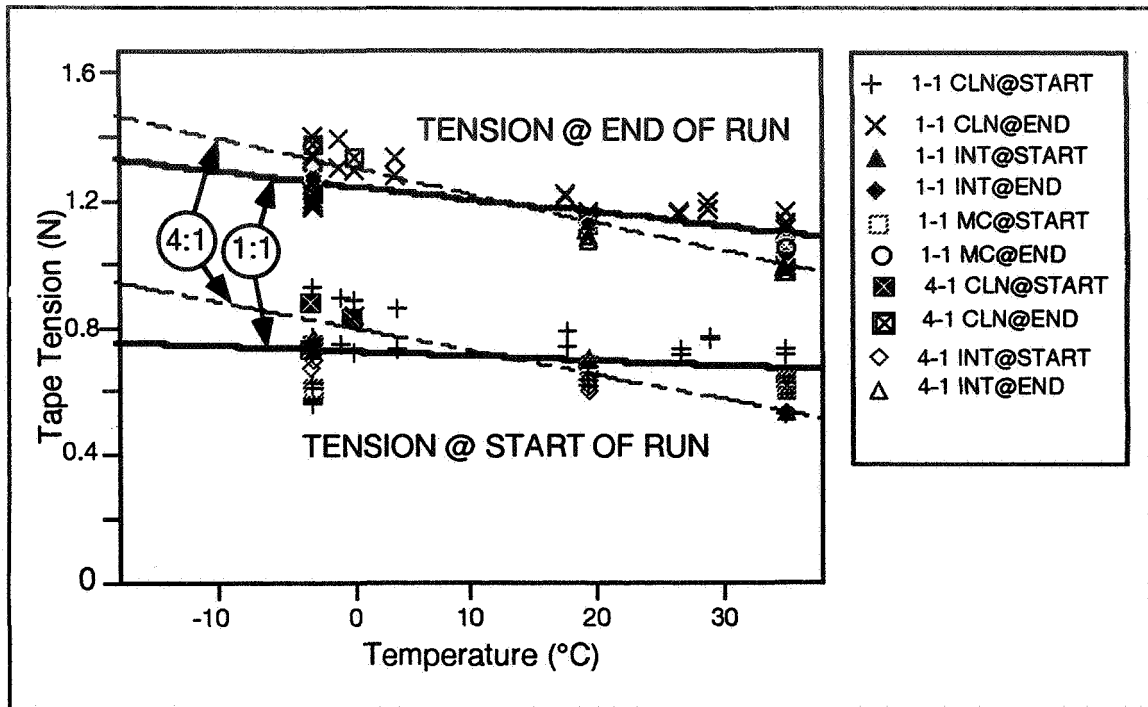 1.6
1.2
0.8
0.4
0
Tape Tension (N)
TENSION @ END OF RUN
4:1
1:1
TENSION @ START OF RUN
-10
0
10
20
30
Temperature (°C)
1-1 CLN@START
1-1 CLN@END
1-1 INT@START
1-1 INT@END
1-1 MC@START
1-1 MC@END
4-1 CLN@START
4-1 CLN@END
4-1 INT@START
4-1 INT@END